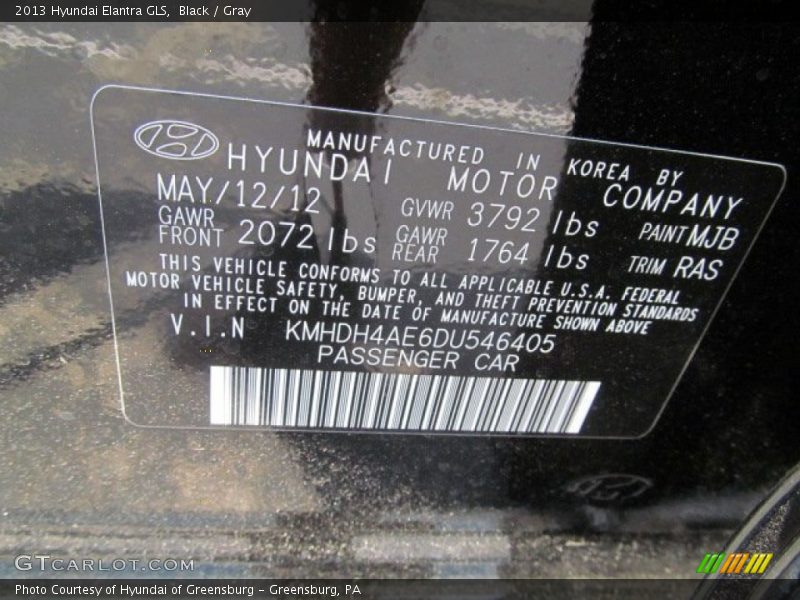 2013 Hyundai Elantra GLS, Black / Gray
MANUFACTURED IN KOREA BY
HYUNDAI MOTOR COMPANY
MAY/12/12 GVWR 3792 lbs PAINT MJB
GAWR FRONT 2072 lbs GAWR REAR 1764 lbs TRIM RAS
THIS VEHICLE CONFORMS TO ALL APPLICABLE U.S.A. FEDERAL
MOTOR VEHICLE SAFETY, BUMPER, AND THEFT PREVENTION STANDARDS
IN EFFECT ON THE DATE OF MANUFACTURE SHOWN ABOVE
V.I.N KMHDH4AE6DU546405
PASSENGER CAR
GTCARLOT.COM
Photo Courtesy of Hyundai of Greensburg - Greensburg, PA